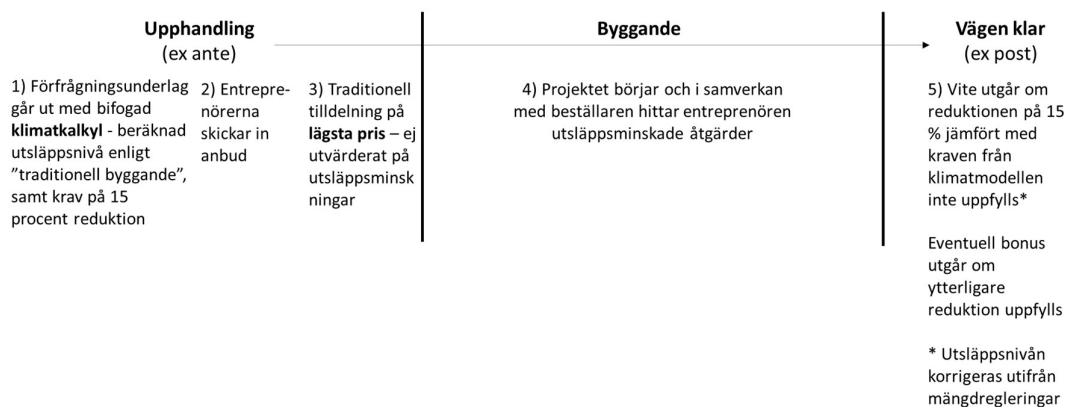 Upphandling
(ex ante)
Byggande
Vägen klar
(ex post)
1) Förfrågningsunderlag
går ut med bifogad
klimatkalkyl - beräknad
utsläppsnivå enligt
”traditionell byggande”,
samt krav på 15
procent reduktion
2) Entrepre-
nörerna
skickar in
anbud
3) Traditionell
tilldelning på
lägsta pris – ej
utvärderat på
utsläppsminsk
ningar
4) Projektet börjar och i samverkan
med beställaren hittar entreprenören
utsläppsminskade åtgärder
5) Vite utgår om
reduktionen på 15
% jämfört med
kraven från
klimatmodellen
inte uppfylls*
Eventuell bonus
utgår om
ytterligare
reduktion uppfylls
* Utsläppsnivån
korrigeras utifrån
mängdregleringar